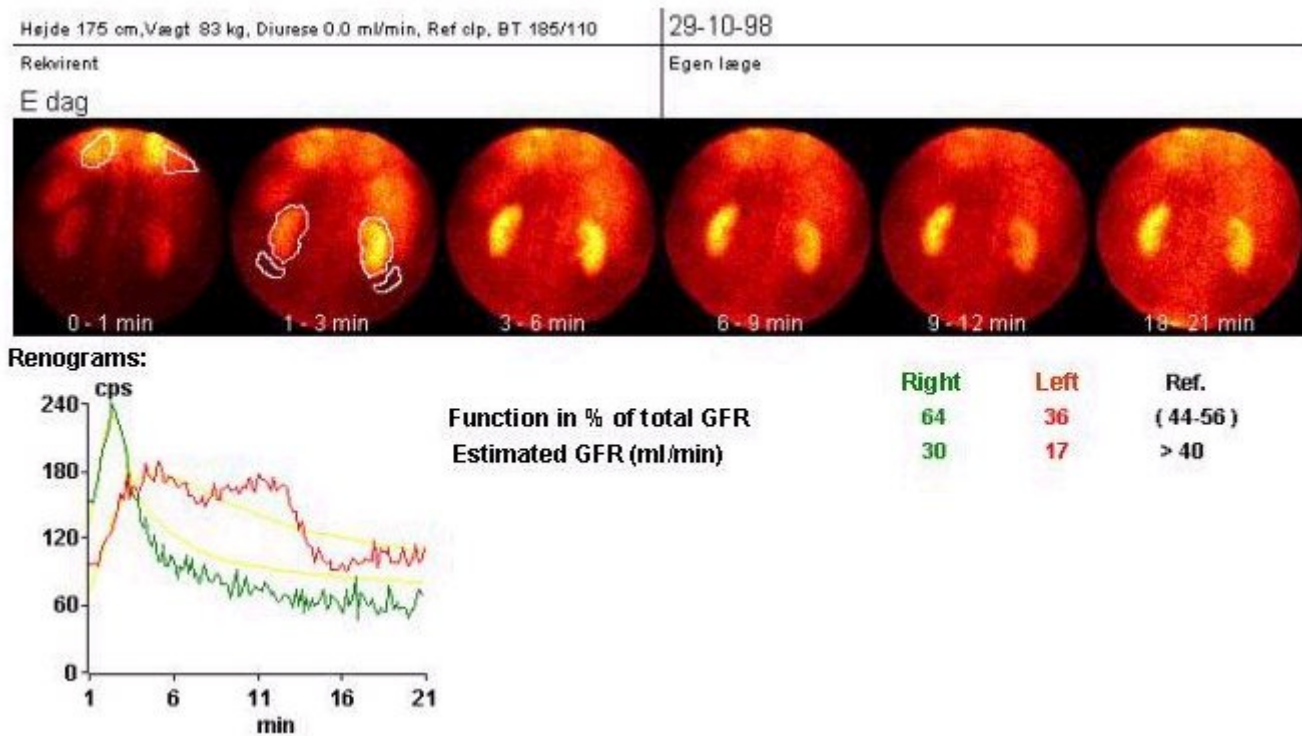 Højde 175 cm,Vægt 83 kg, Diurese 0.0 ml/min, Ref clp, BT 185/110
29-10-98
Rekvirent
Egen læge
E dag
0 - 1 min
1 - 3 min
3 - 6 min
6 - 9 min
9 - 12 min
18 - 21 min
Renograms:
cps
240
180
120
60
0
1
6
11
16
21
min
Right
Left
Ref.
Function in % of total GFR
64
36
( 44-56 )
Estimated GFR (ml/min)
30
17
> 40